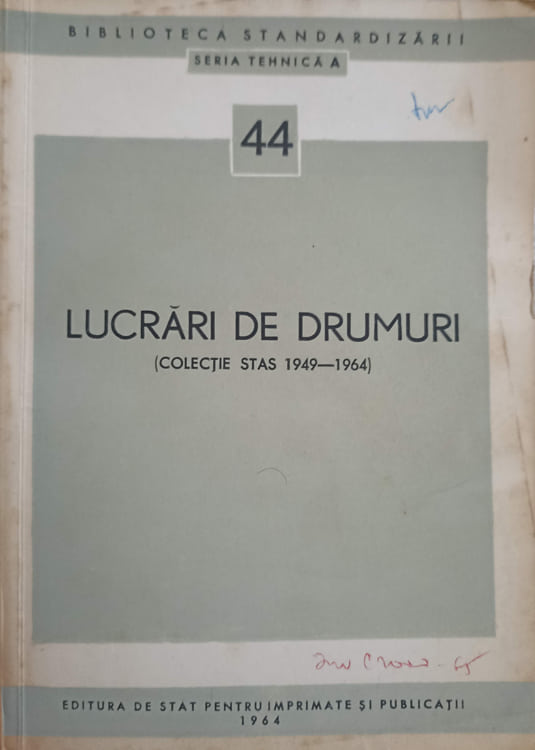 BIBLIOTECA STANDARDIZĂRII
SERIA TEHNICĂ A
44
LUCRĂRI DE DRUMURI
(COLECȚIE STAS 1949—1964)
EDITURA DE STAT PENTRU IMPRIMATE ȘI PUBLICAȚII
1964